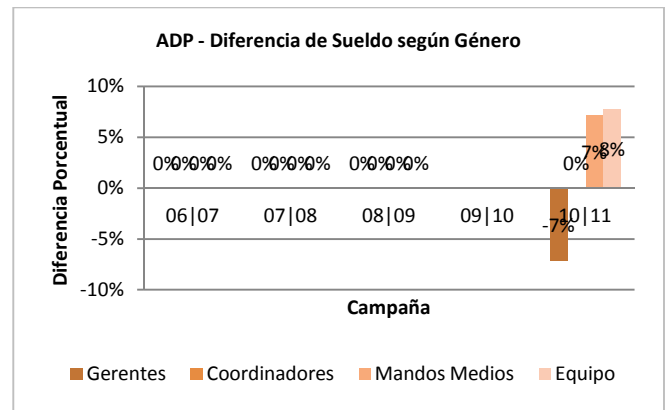 ADP - Diferencia de Sueldo según Género
Diferencia Porcentual
10%
5%
0%
-5%
-10%
0% 0% 0% 0%
0% 0% 0% 0%
0% 0% 0% 0%
-7%
0%
7%
8%
06|07
07|08
08|09
09|10
10|11
Campaña
Gerentes
Coordinadores
Mandos Medios
Equipo